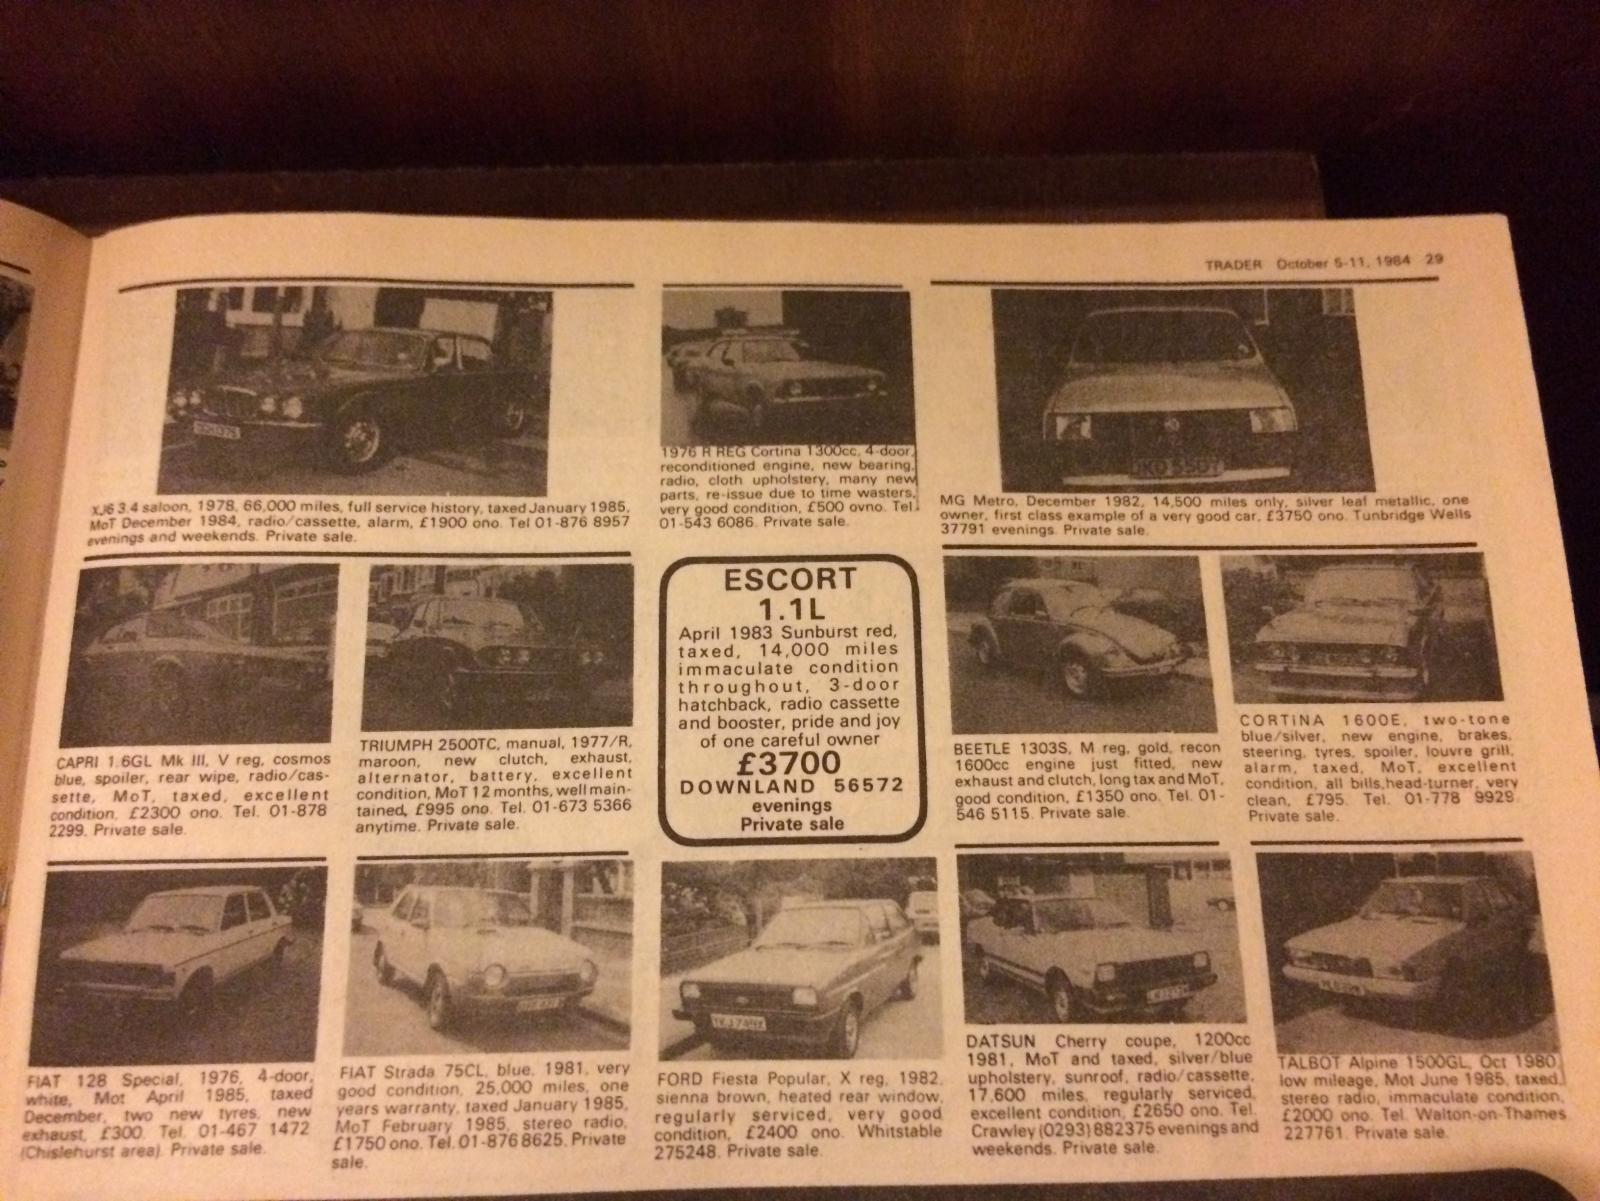 TRADER October 5-11, 1984 29
XJ6 3.4 saloon, 1978, 66,000 miles, full service history, taxed January 1985,
MoT December 1984, radio/cassette, alarm, £1900 ono. Tel 01-876 8957
evenings and weekends. Private sale.
1976 R REG Cortina 1300cc, 4-door,
reconditioned engine, new bearing,
radio, cloth upholstery, many new
parts, re-issue due to time wasters,
very good condition, £500 ovno. Tel.
01-543 6086. Private sale.
MG Metro, December 1982, 14,500 miles only, silver leaf metallic, one
owner, first class example of a very good car, £3750 ono. Tunbridge Wells
37791 evenings. Private sale.
CAPRI 1.6GL Mk III, V reg, cosmos
blue, spoiler, rear wipe, radio/cas-
sette, MoT, taxed, excellent
condition, £2300 ono. Tel. 01-878
2299. Private sale.
TRIUMPH 2500TC, manual, 1977/R,
maroon, new clutch, exhaust,
alternator, battery, excellent
condition, MoT 12 months, well main-
tained, £995 ono. Tel. 01-673 5366
anytime. Private sale.
ESCORT
1.1L
April 1983 Sunburst red,
taxed, 14,000 miles
immaculate condition
throughout, 3-door
hatchback, radio cassette
and booster, pride and joy
of one careful owner
£3700
DOWNLAND 56572
evenings
Private sale
BEETLE 1303S, M reg, gold, recon
1600cc engine just fitted, new
exhaust and clutch, long tax and MoT,
good condition, £1350 ono. Tel. 01-
546 5115. Private sale.
CORTINA 1600E, two-tone
blue/silver, new engine, brakes,
steering, tyres, spoiler, louvre grill,
alarm, taxed, MoT, excellent
condition, all bills, head-turner, very
clean, £795. Tel. 01-778 9929.
Private sale.
FIAT 128 Special, 1976, 4-door,
white, Mot April 1985, taxed
December, two new tyres, new
exhaust, £300. Tel. 01-467 1472
(Chislehurst area). Private sale.
FIAT Strada 75CL, blue, 1981, very
good condition, 25,000 miles, one
years warranty, taxed January 1985,
MoT February 1985, stereo radio,
£1750 ono. Tel. 01-876 8625. Private
sale.
FORD Fiesta Popular, X reg, 1982,
sienna brown, heated rear window,
regularly serviced, very good
condition, £2400 ono. Whitstable
275248. Private sale.
DATSUN Cherry coupe, 1200cc
1981, MoT and taxed, silver/blue
upholstery, sunroof, radio/cassette,
17,600 miles, regularly serviced,
excellent condition, £2650 ono. Tel.
Crawley (0293) 882375 evenings and
weekends. Private sale.
TALBOT Alpine 1500GL, Oct 1980,
low mileage, Mot June 1985, taxed,
stereo radio, immaculate condition,
£2000 ono. Tel. Walton-on-Thames
227761. Private sale.